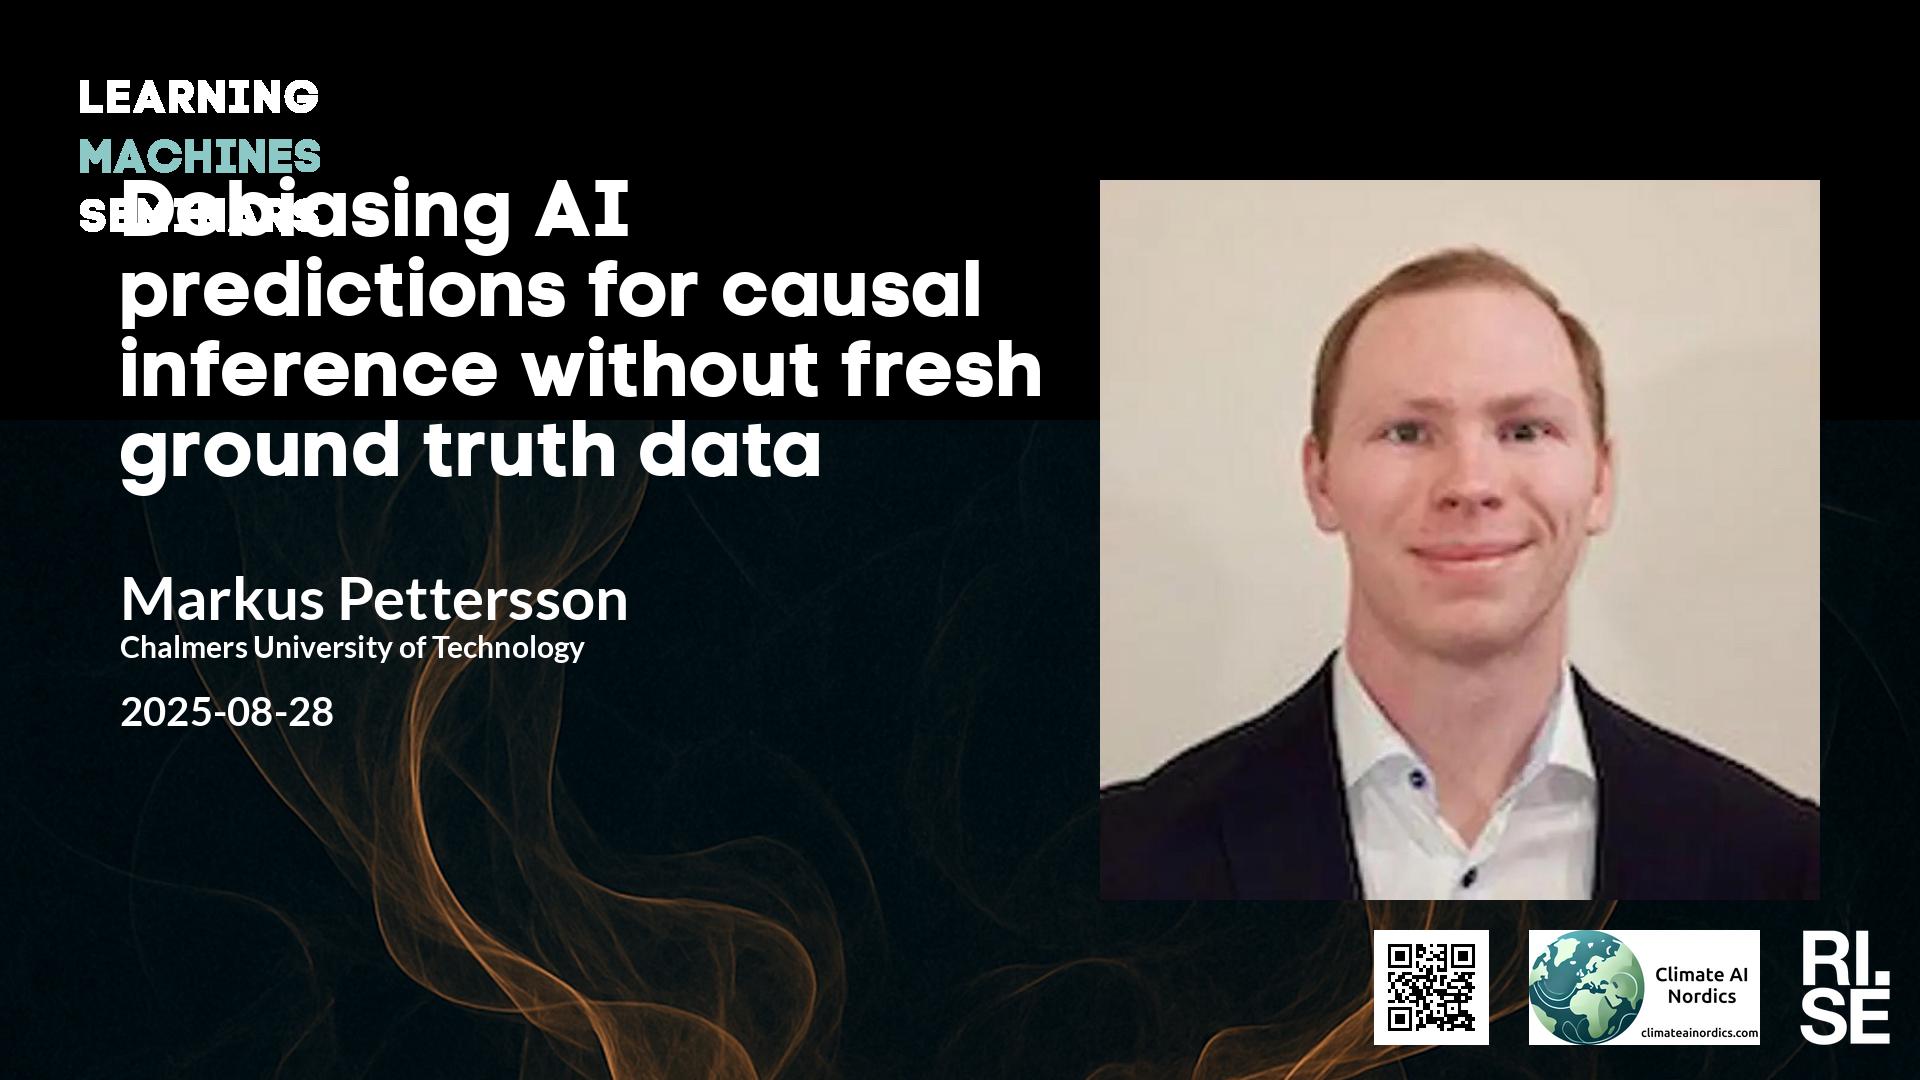 LEARNING
MACHINES
SEMINARS
Debiasing AI
predictions for causal
inference without fresh
ground truth data
Markus Pettersson
Chalmers University of Technology
2025-08-28
Climate AI
Nordics
climateainordics.com
RI.
SE